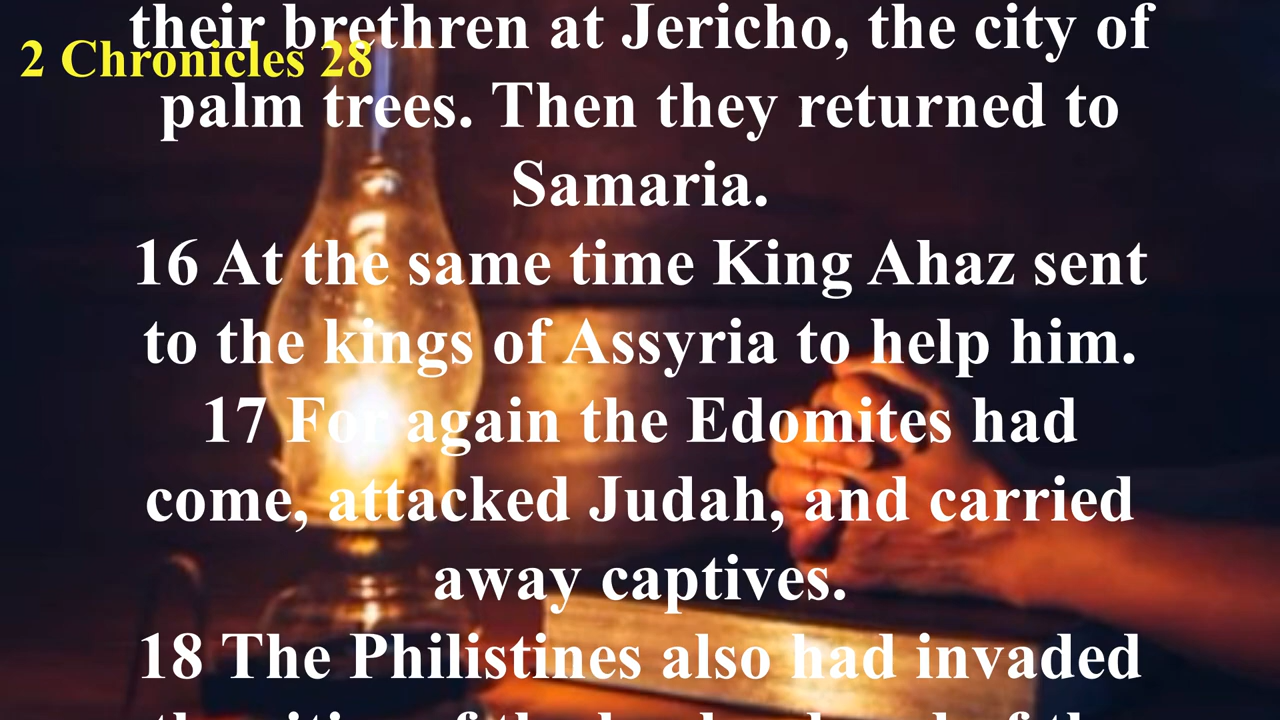 their brethren at Jericho, the city of
2 Chronicles 28
palm trees. Then they returned to
Samaria.
16 At the same time King Ahaz sent
to the kings of Assyria to help him.
17 For again the Edomites had
come, attacked Judah, and carried
away captives.
18 The Philistines also had invaded